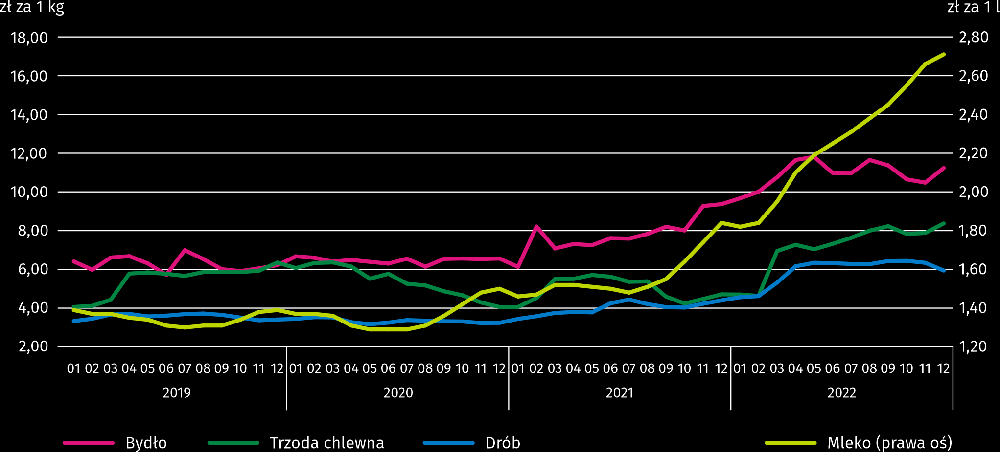 zł za 1 kg zł za 1 l
18,00 2,80
16,00 2,60
14,00 2,40
12,00 2,20
10,00 2,00
8,00 1,80
6,00 1,60
4,00 1,40
2,00 1,20
01 02 03 04 05 06 07 08 09 10 11 12 01 02 03 04 05 06 07 08 09 10 11 12 01 02 03 04 05 06 07 08 09 10 11 12 01 02 03 04 05 06 07 08 09 10 11 12
2019 2020 2021 2022
Bydło Trzoda chlewna Drób Mleko (prawa oś)